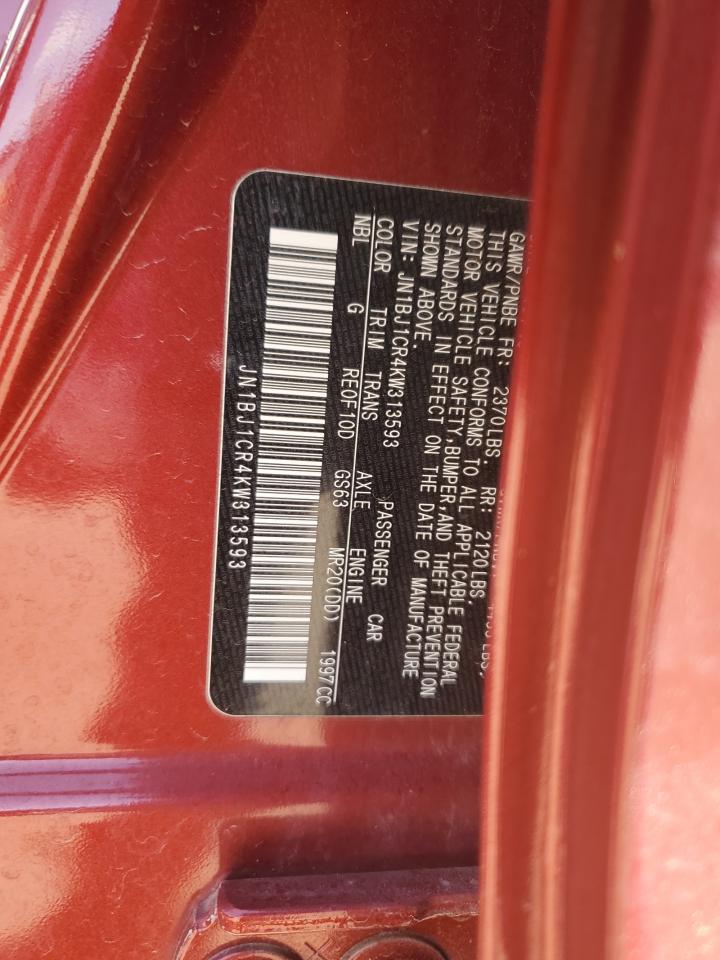 GAWR/PNBE FR: 2370LBS. RR: 2120LBS.
THIS VEHICLE CONFORMS TO ALL APPLICABLE FEDERAL
MOTOR VEHICLE SAFETY,BUMPER,AND THEFT PREVENTION
STANDARDS IN EFFECT ON THE DATE OF MANUFACTURE
SHOWN ABOVE.
VIN: JN1BJ1CR4KW313593 PASSENGER CAR
COLOR TRIM TRANS AXLE ENGINE
NBL G RE0F10D GS63 MR20(DD) 1997CC
JN1BJ1CR4KW313593